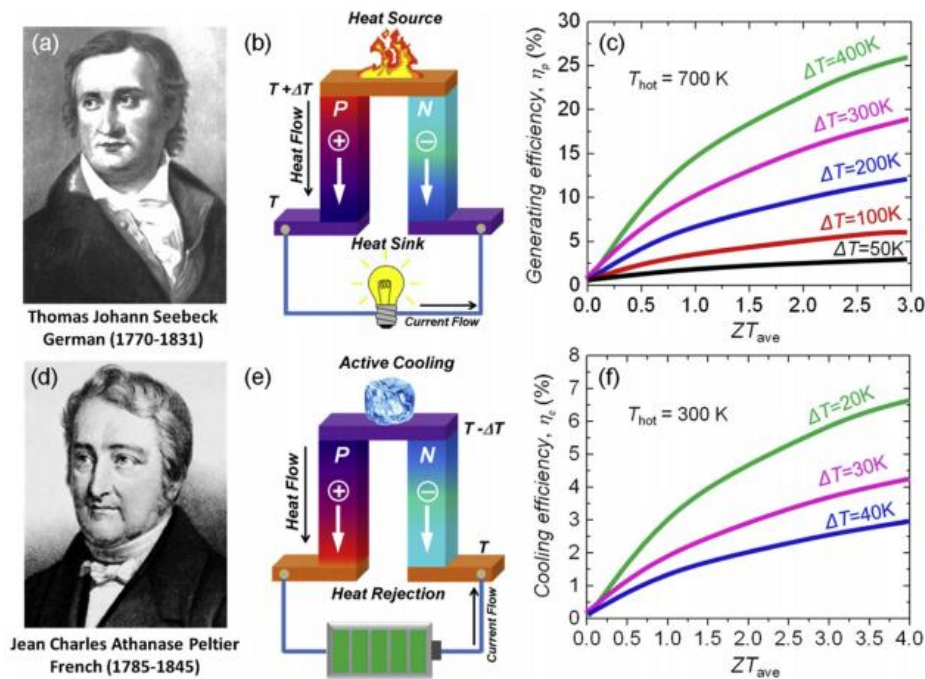 (a)
Thomas Johann Seebeck
German (1770-1831)
(b)
Heat Source
T +ΔT
P
N
Heat Flow
T
Heat Sink
Current Flow
(c)
T_hot = 700 K
ΔT=400K
ΔT=300K
ΔT=200K
ΔT=100K
ΔT=50K
Generating efficiency, η_p (%)
30
25
20
15
10
5
0
0.0 0.5 1.0 1.5 2.0 2.5 3.0
ZT_ave
(d)
Jean Charles Athanase Peltier
French (1785-1845)
(e)
Active Cooling
T -ΔT
P
N
Heat Flow
T
Heat Rejection
Current Flow
(f)
T_hot = 300 K
ΔT=20K
ΔT=30K
ΔT=40K
Cooling efficiency, η_c (%)
8
7
6
5
4
3
2
1
0
0.0 0.5 1.0 1.5 2.0 2.5 3.0 3.5 4.0
ZT_ave